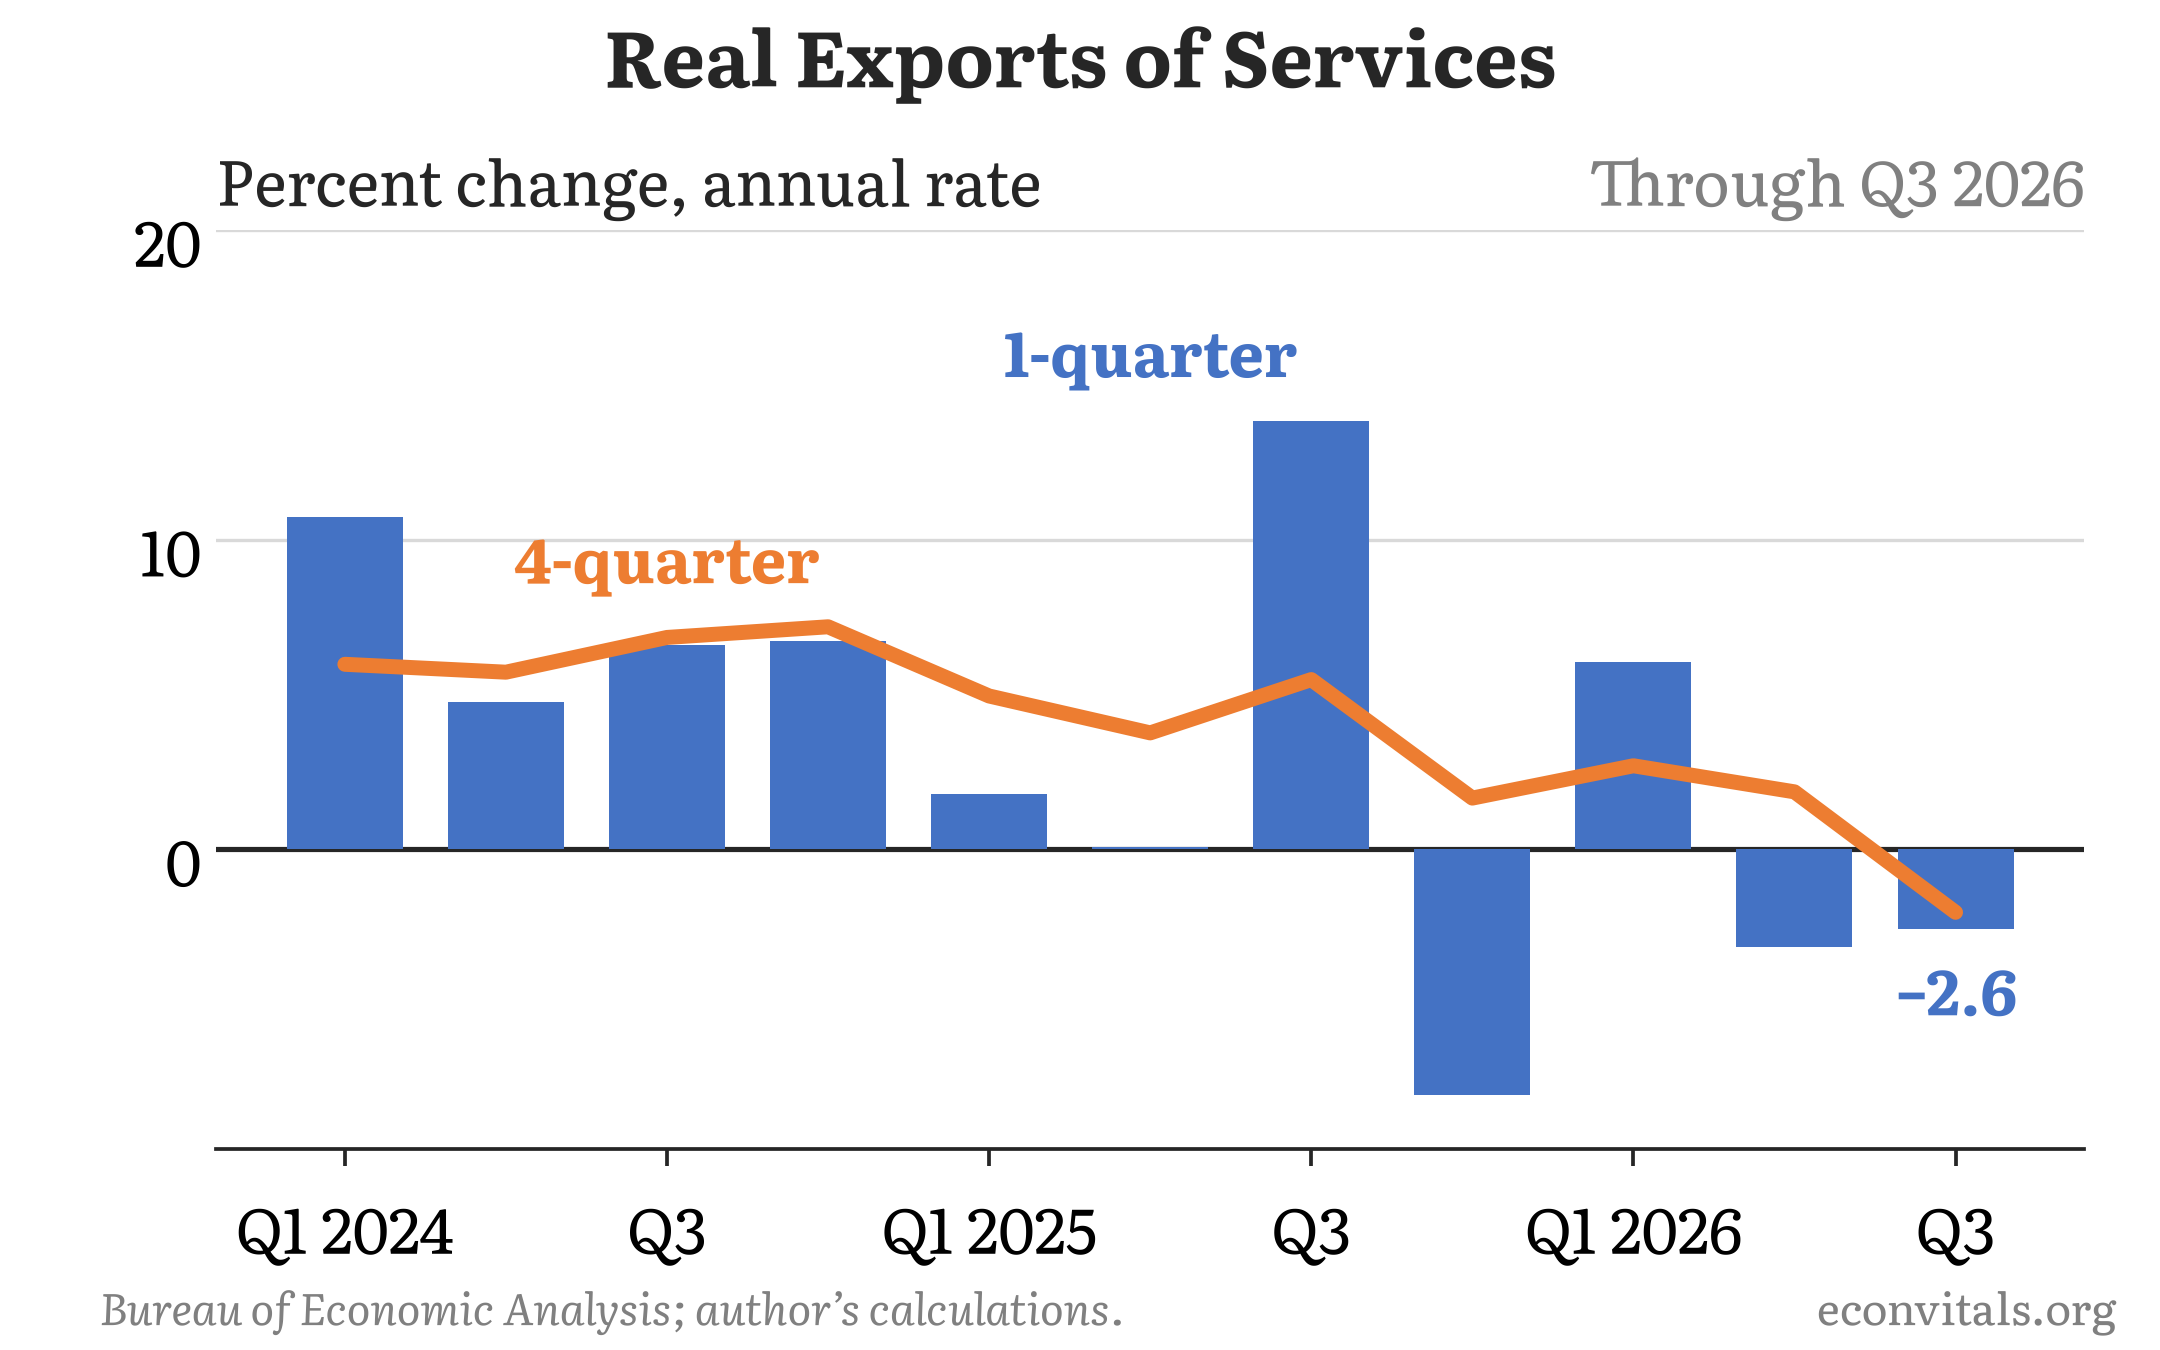 Real Exports of Services
Percent change, annual rate
Through Q3 2026
20
1-quarter
10
4-quarter
0
−2.6
Q1 2024 Q3 Q1 2025 Q3 Q1 2026 Q3
Bureau of Economic Analysis; author’s calculations.
econvitals.org